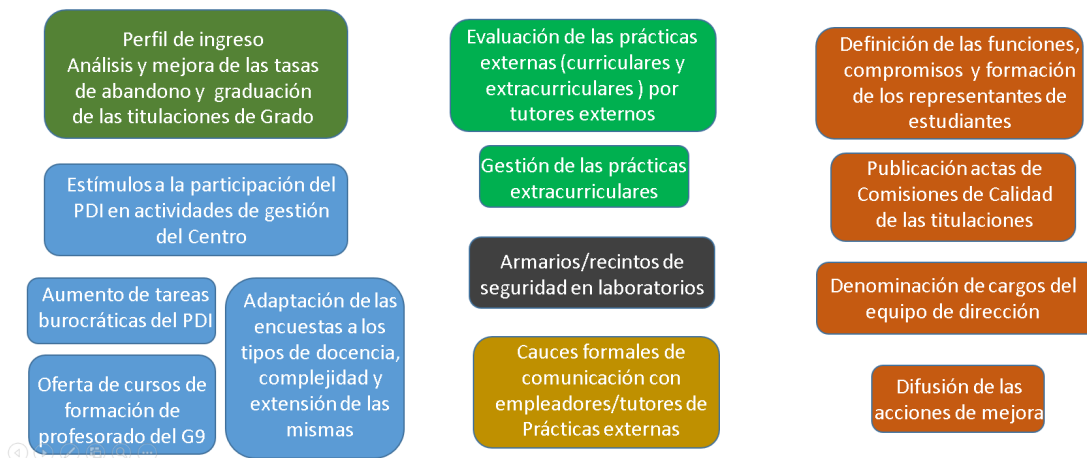 Perfil de ingreso
Análisis y mejora de las tasas
de abandono y  graduación
de las titulaciones de Grado
Estímulos a la participación del
PDI en actividades de gestión
del Centro
Aumento de tareas
burocráticas del PDI
Oferta de cursos de
formación de
profesorado del G9
Adaptación de las
encuestas a los
tipos de docencia,
complejidad y
extensión de las
mismas
Evaluación de las prácticas
externas (curriculares y
extracurriculares ) por
tutores externos
Gestión de las prácticas
extracurriculares
Armarios/recintos de
seguridad en laboratorios
Cauces formales de
comunicación con
empleadores/tutores de
Prácticas externas
Definición de las funciones,
compromisos  y formación
de los representantes de
estudiantes
Publicación actas de
Comisiones de Calidad
de las titulaciones
Denominación de cargos del
equipo de dirección
Difusión de las
acciones de mejora